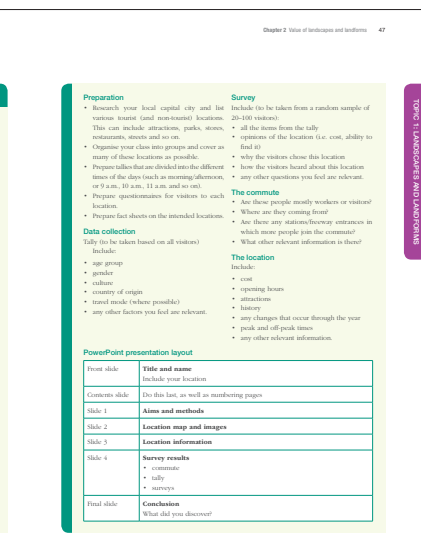 Chapter 2 Value of landscapes and landforms 47
TOPIC 1: LANDSCAPES AND LANDFORMS
Preparation
• Research your local capital city and list
various tourist (and non-tourist) locations.
This can include attractions, parks, stores,
restaurants, streets and so on.
• Organise your class into groups and cover as
many of these locations as possible.
• Prepare tallies that are divided into the different
times of the days (such as morning/afternoon,
or 9 a.m., 10 a.m., 11 a.m. and so on).
• Prepare questionnaires for visitors to each
location.
• Prepare fact sheets on the intended locations.
Data collection
Tally (to be taken based on all visitors)
Include:
• age group
• gender
• culture
• country of origin
• travel mode (where possible)
• any other factors you feel are relevant.
Survey
Include (to be taken from a random sample of
20–100 visitors):
• all the items from the tally
• opinions of the location (i.e. cost, ability to
find it)
• why the visitors chose this location
• how the visitors heard about this location
• any other questions you feel are relevant.
The commute
• Are these people mostly workers or visitors?
• Where are they coming from?
• Are there any stations/freeway entrances in
which more people join the commute?
• What other relevant information is there?
The location
Include:
• cost
• opening hours
• attractions
• history
• any changes that occur through the year
• peak and off-peak times
• any other relevant information.
PowerPoint presentation layout
Front slide Title and name
Include your location
Contents slide Do this last, as well as numbering pages
Slide 1 Aims and methods
Slide 2 Location map and images
Slide 3 Location information
Slide 4 Survey results
• commute
• tally
• surveys
Final slide Conclusion
What did you discover?